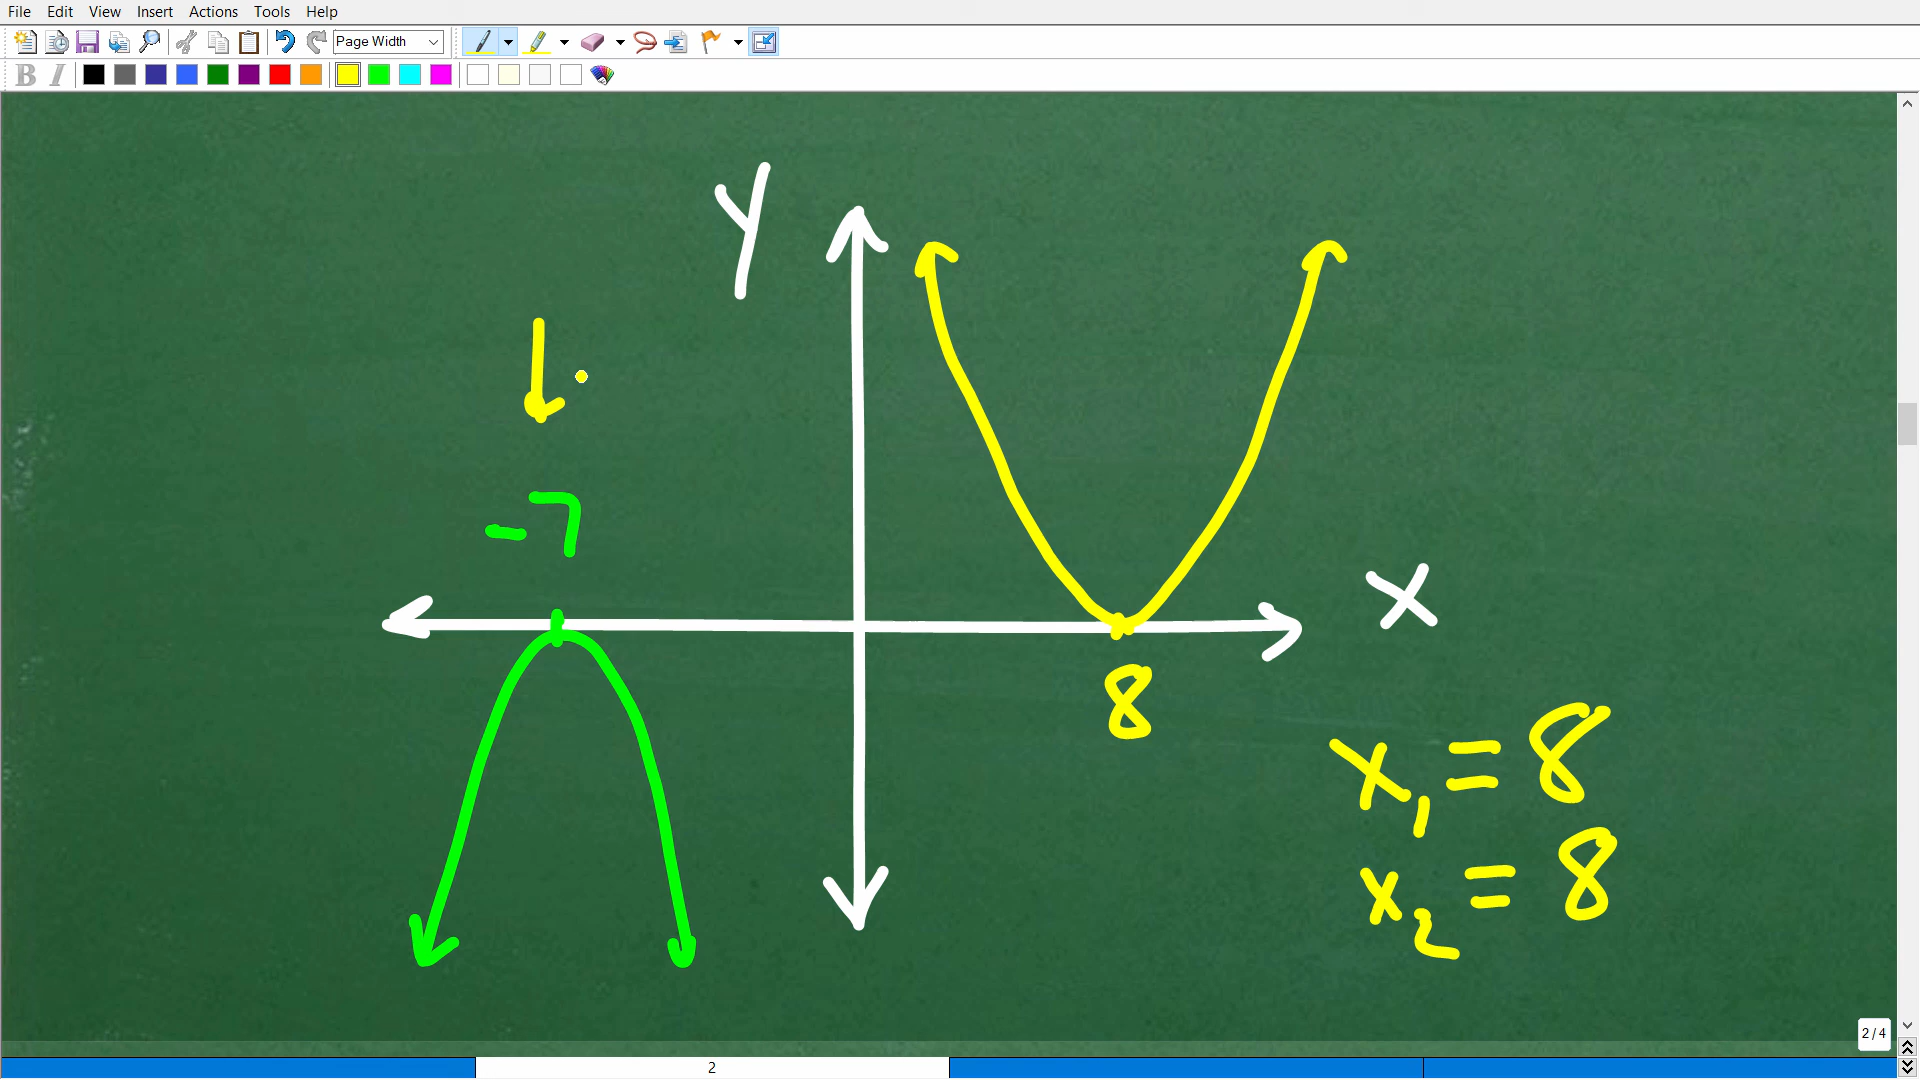 File Edit View Insert Actions Tools Help
Page Width
B I
y
-7
x
8
x₁ = 8
x₂ = 8
2 / 4
2